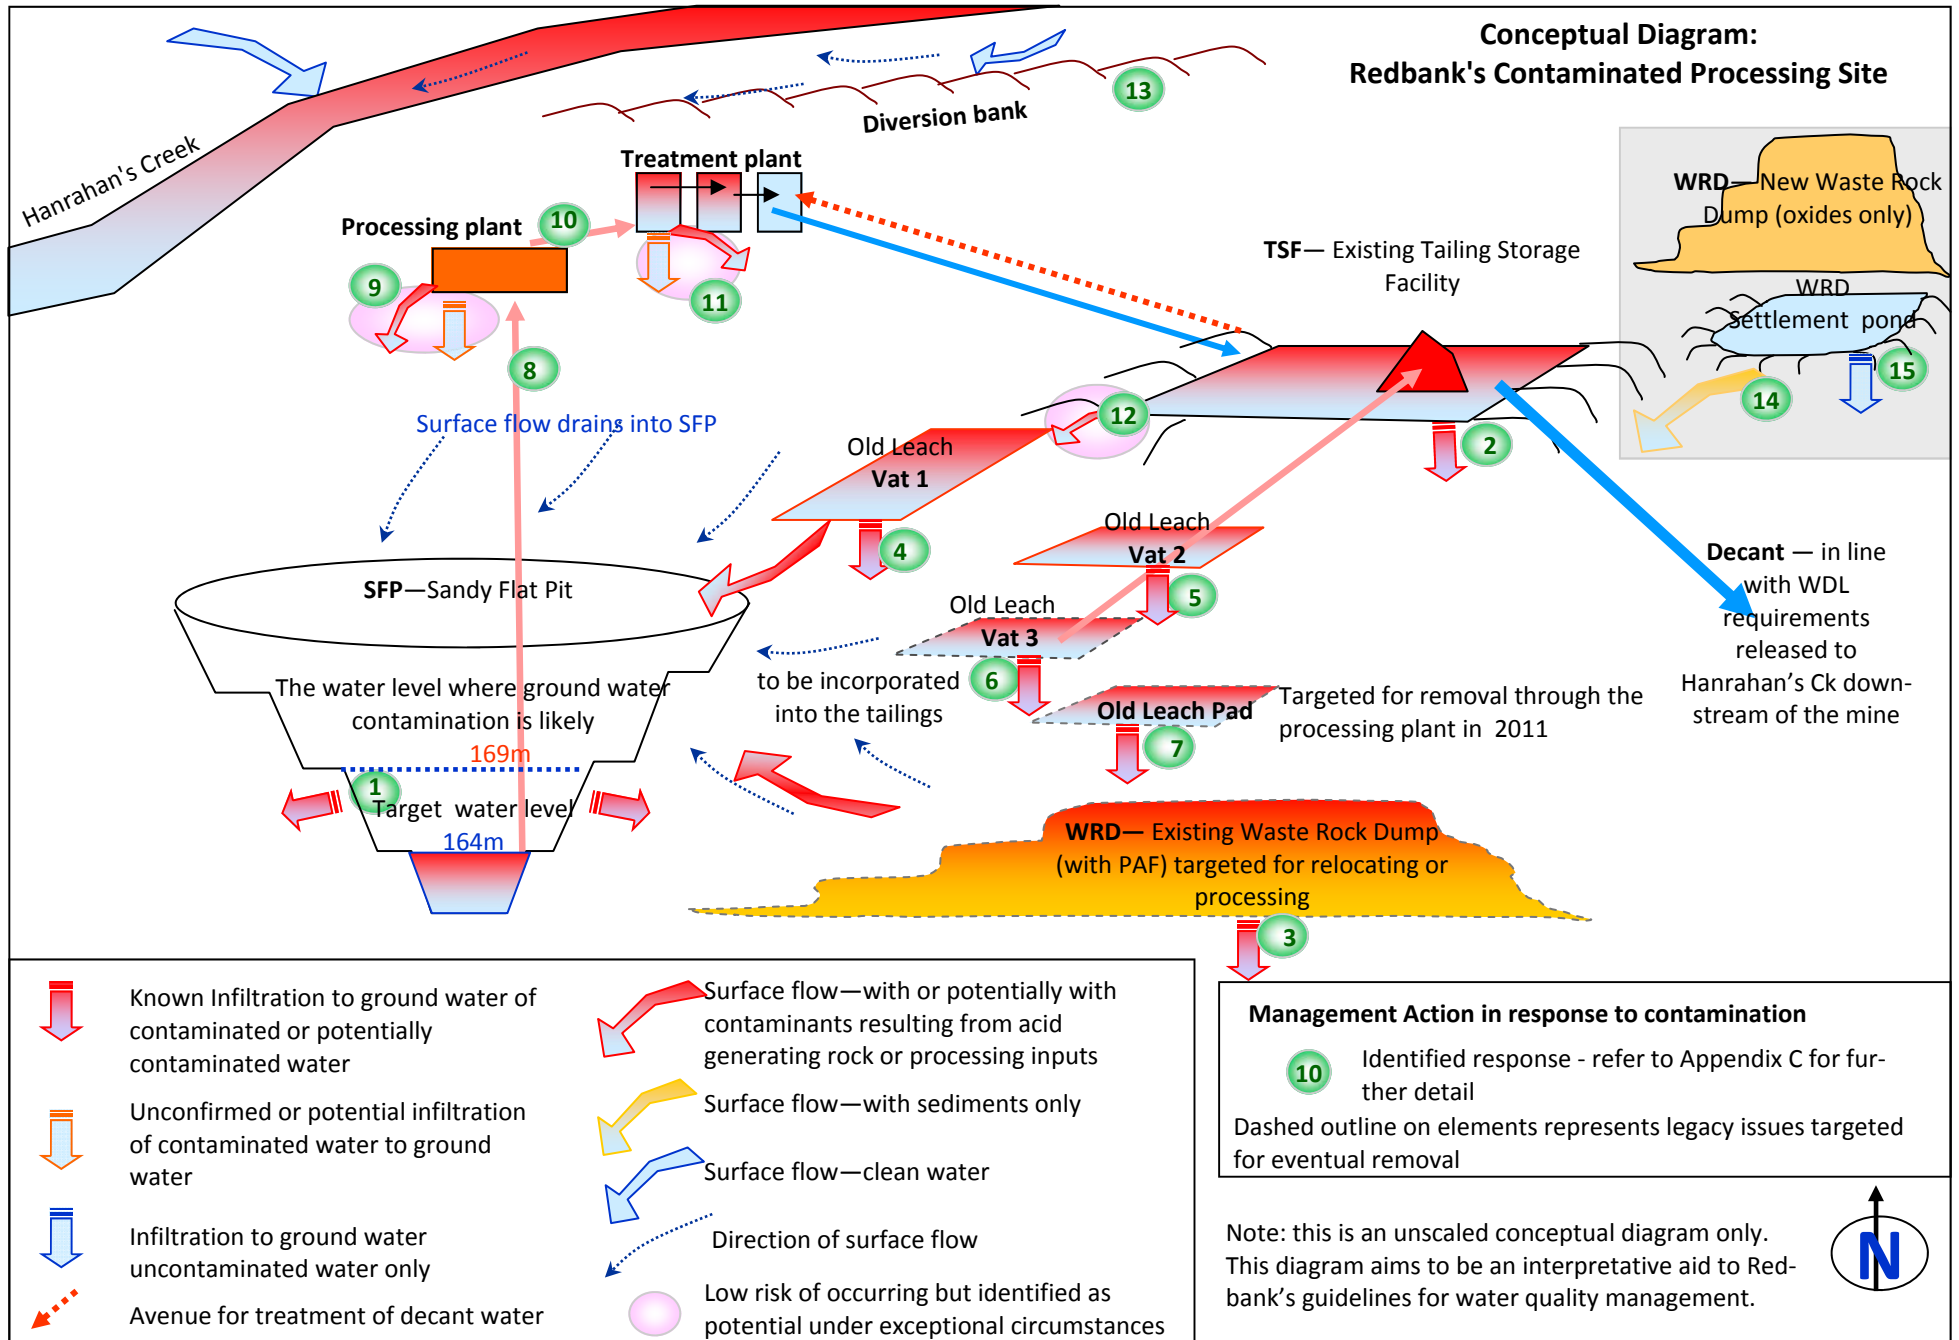 Conceptual Diagram:
Redbank's Contaminated Processing Site
Hanrahan's Creek
Diversion bank
13
Treatment plant
Processing plant
10
9
11
8
TSF— Existing Tailing Storage
Facility
WRD— New Waste Rock
Dump (oxides only)
WRD
Settlement pond
15
14
12
2
Surface flow drains into SFP
Old Leach
Vat 1
4
Old Leach
Vat 2
5
Old Leach
Vat 3
6
Old Leach Pad
7
SFP—Sandy Flat Pit
The water level where ground water
contamination is likely
169m
1
Target water level
164m
to be incorporated
into the tailings
Targeted for removal through the
processing plant in 2011
Decant — in line
with WDL
requirements
released to
Hanrahan's Ck down-
stream of the mine
WRD— Existing Waste Rock Dump
(with PAF) targeted for relocating or
processing
3
Known Infiltration to ground water of
contaminated or potentially
contaminated water
Unconfirmed or potential infiltration
of contaminated water to ground
water
Infiltration to ground water
uncontaminated water only
Avenue for treatment of decant water
Surface flow—with or potentially with
contaminants resulting from acid
generating rock or processing inputs
Surface flow—with sediments only
Surface flow—clean water
Direction of surface flow
Low risk of occurring but identified as
potential under exceptional circumstances
Management Action in response to contamination
10
Identified response - refer to Appendix C for fur-
ther detail
Dashed outline on elements represents legacy issues targeted
for eventual removal
Note: this is an unscaled conceptual diagram only.
This diagram aims to be an interpretative aid to Red-
bank's guidelines for water quality management.
N